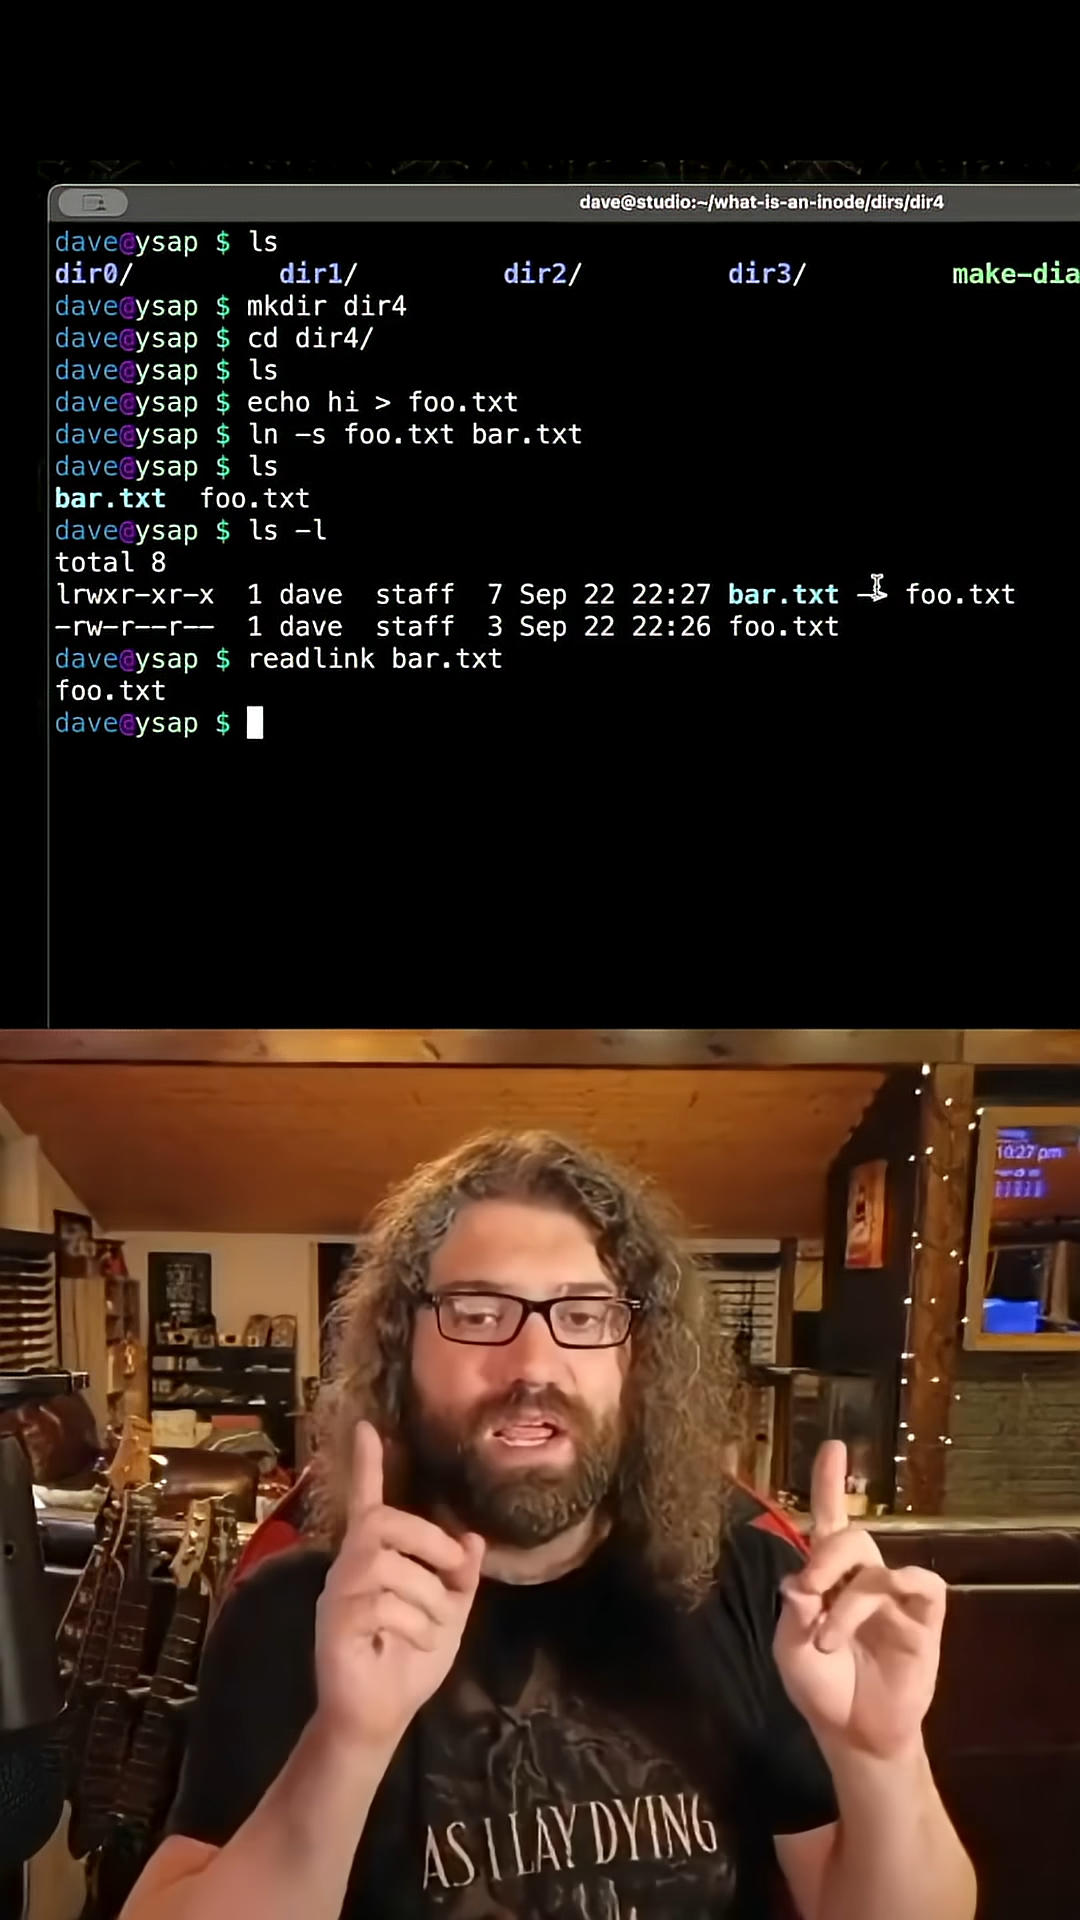 dave@studio:~/what-is-an-inode/dirs/dir4
dave@ysap $ ls
dir0/ dir1/ dir2/ dir3/ make-dia
dave@ysap $ mkdir dir4
dave@ysap $ cd dir4/
dave@ysap $ ls
dave@ysap $ echo hi > foo.txt
dave@ysap $ ln -s foo.txt bar.txt
dave@ysap $ ls
bar.txt foo.txt
dave@ysap $ ls -l
total 8
lrwxr-xr-x 1 dave staff 7 Sep 22 22:27 bar.txt -> foo.txt
-rw-r--r-- 1 dave staff 3 Sep 22 22:26 foo.txt
dave@ysap $ readlink bar.txt
foo.txt
dave@ysap $
10:27 pm
AS I LAY DYING